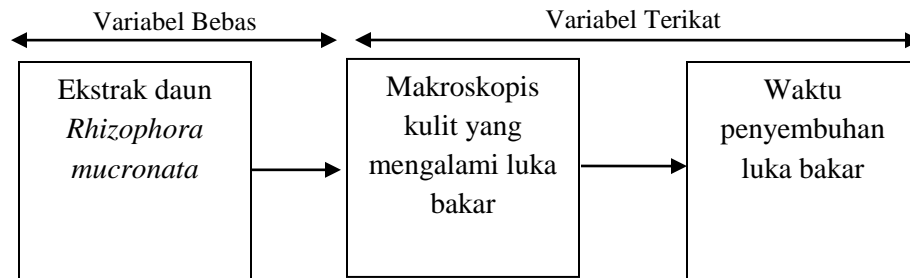 Variabel Bebas
Variabel Terikat
Ekstrak daun
Rhizophora
mucronata
Makroskopis
kulit yang
mengalami luka
bakar
Waktu
penyembuhan
luka bakar